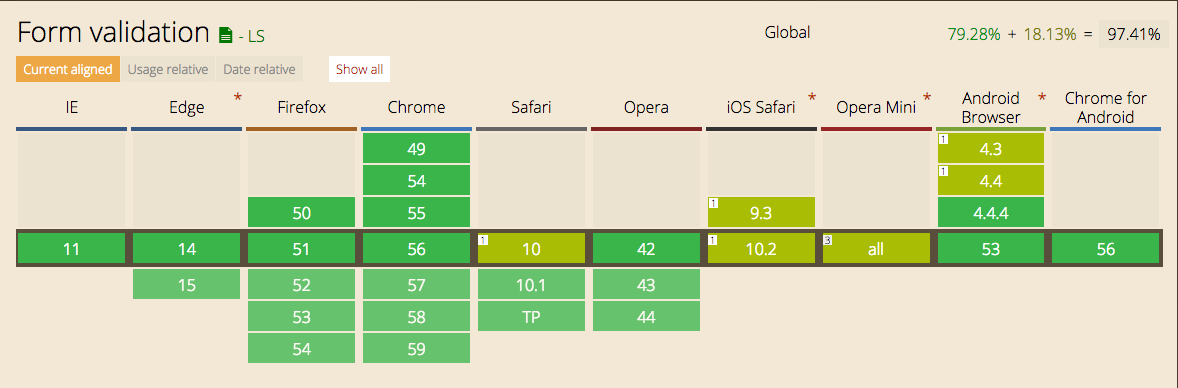 Form validation - LS Global 79.28% + 18.13% = 97.41%
Current aligned Usage relative Date relative Show all
IE Edge * Firefox Chrome Safari Opera iOS Safari * Opera Mini * Android Browser * Chrome for Android
49 1 4.3
54 1 4.4
50 55 1 9.3 4.4.4
11 14 51 56 1 10 42 1 10.2 3 all 53 56
15 52 57 10.1 43
53 58 TP 44
54 59